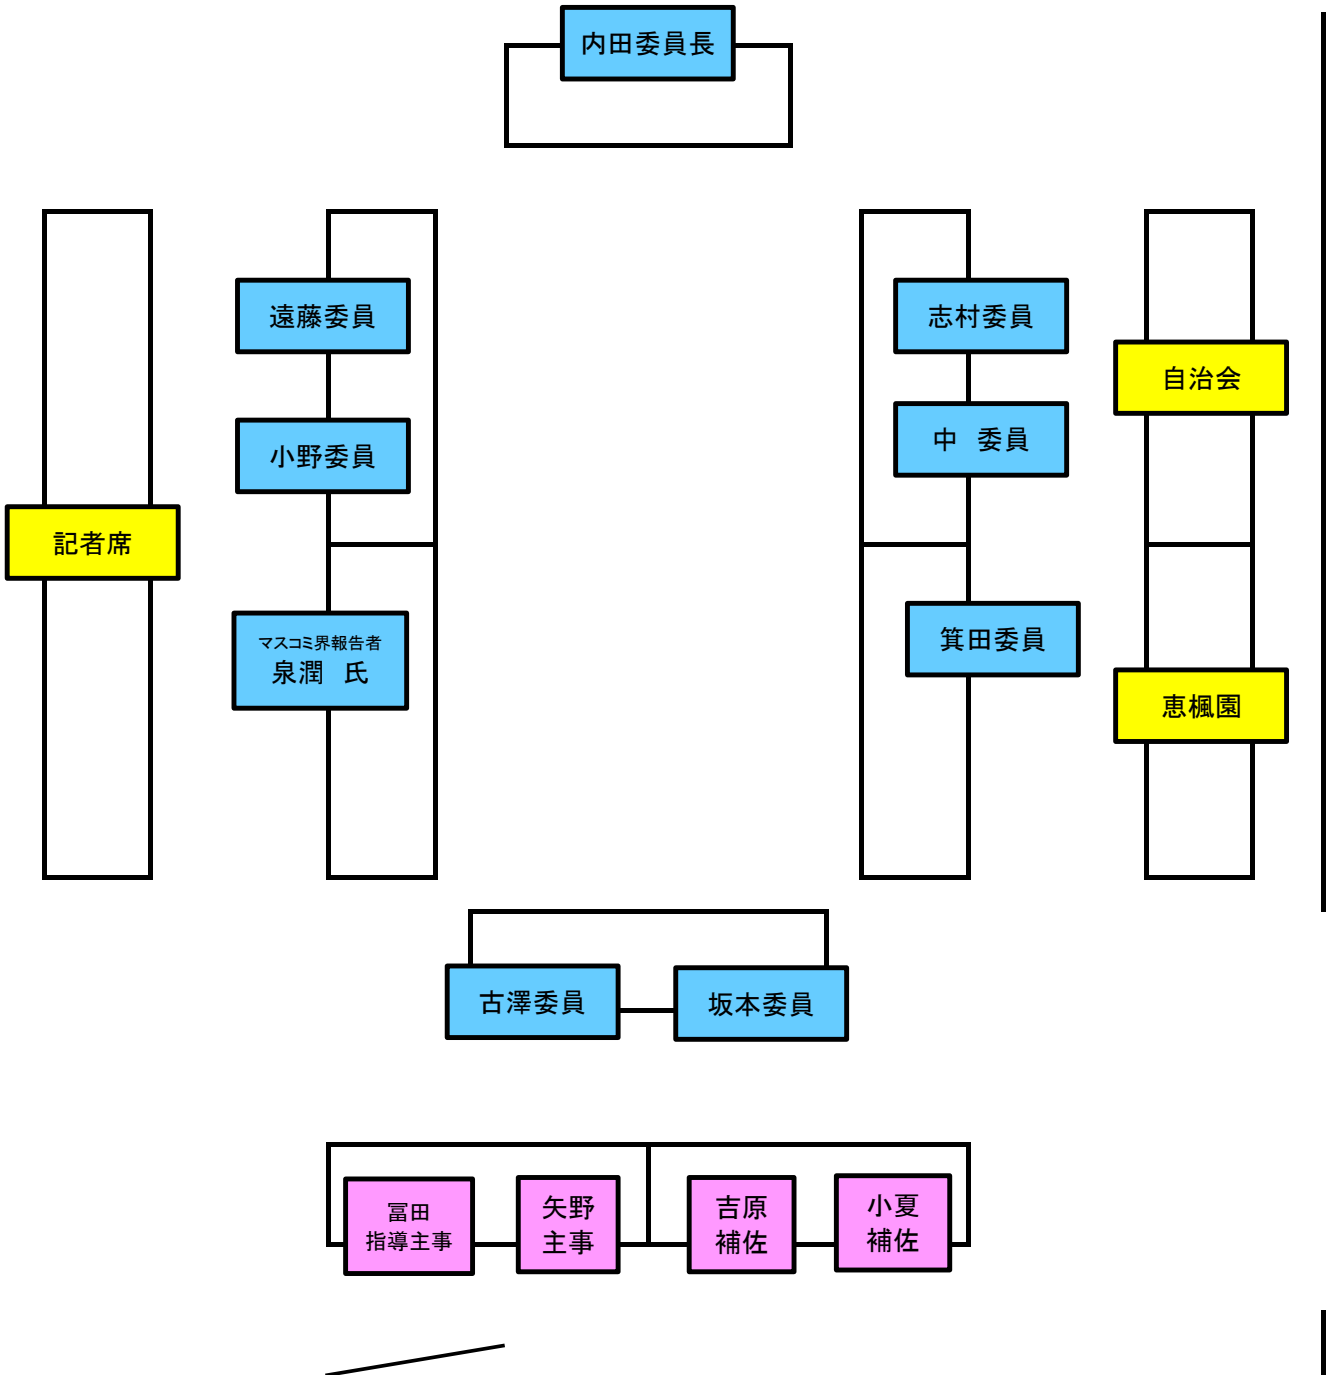 内田委員長
遠藤委員
志村委員
自治会
小野委員
中　委員
記者席
マスコミ界報告者
泉潤　氏
箕田委員
恵楓園
古澤委員
坂本委員
冨田
指導主事
矢野
主事
吉原
補佐
小夏
補佐